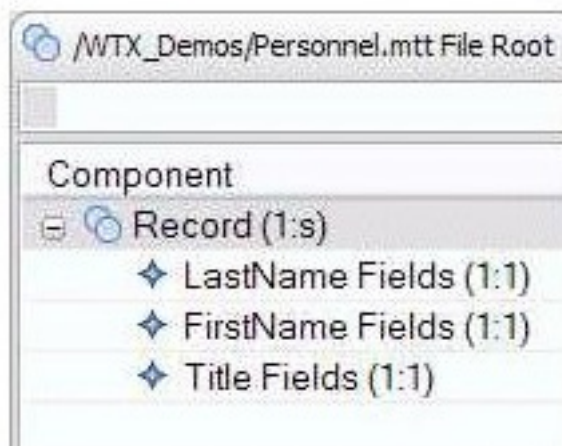 /WTX_Demos/Personnel.mtt File Root
Component
Record (1:s)
LastName Fields (1:1)
FirstName Fields (1:1)
Title Fields (1:1)